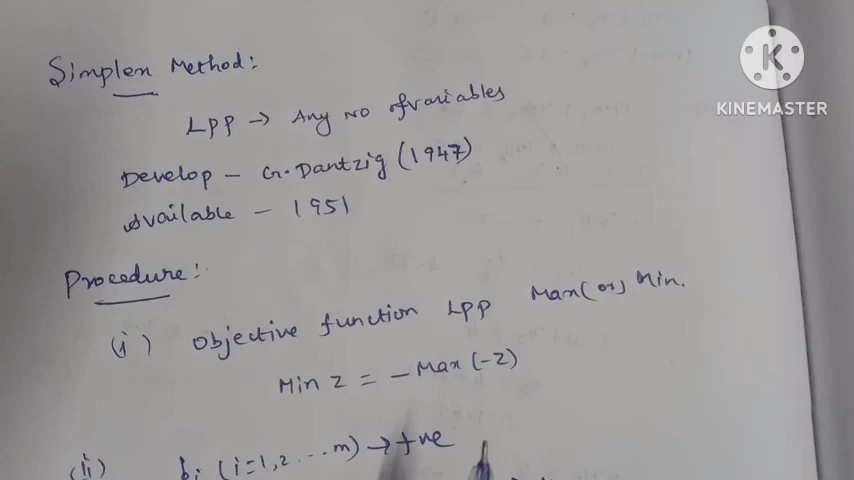 Simplex Method:
LPP → Any No of variables
Develop – G. Dantzig (1947)
Available – 1951
Procedure:
(i) Objective function LPP Max (or) Min.
Min Z = – Max (–Z)
(ii) bi (i=1,2 ... m) → +ve
K
KINEMASTER